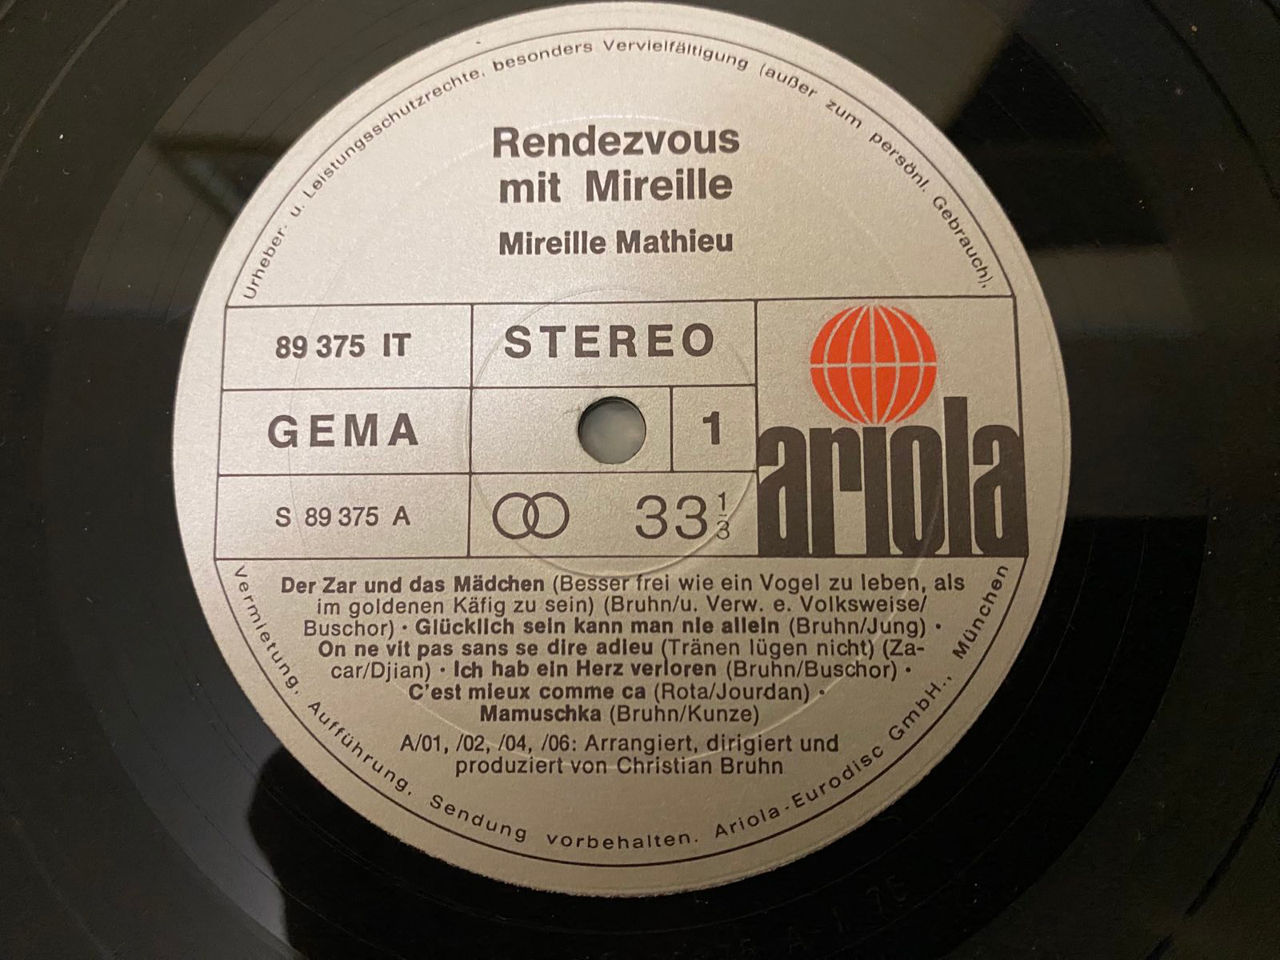 Urheber- u. Leistungsschutzrechte, besonders Vervielfältigung (außer zum persönl. Gebrauch),
Rendezvous
mit Mireille
Mireille Mathieu
89 375 IT
STEREO
GEMA
1
S 89 375 A
33 1/3
ariola
Der Zar und das Mädchen (Besser frei wie ein Vogel zu leben, als
im goldenen Käfig zu sein) (Bruhn/u. Verw. e. Volksweise/
Buschor) · Glücklich sein kann man nie allein (Bruhn/Jung) ·
On ne vit pas sans se dire adieu (Tränen lügen nicht) (Za-
car/Djian) · Ich hab ein Herz verloren (Bruhn/Buschor) ·
C'est mieux comme ca (Rota/Jourdan) ·
Mamuschka (Bruhn/Kunze)
A/01, /02, /04, /06: Arrangiert, dirigiert und
produziert von Christian Bruhn
Vermietung, Aufführung, Sendung vorbehalten. Ariola-Eurodisc GmbH., München